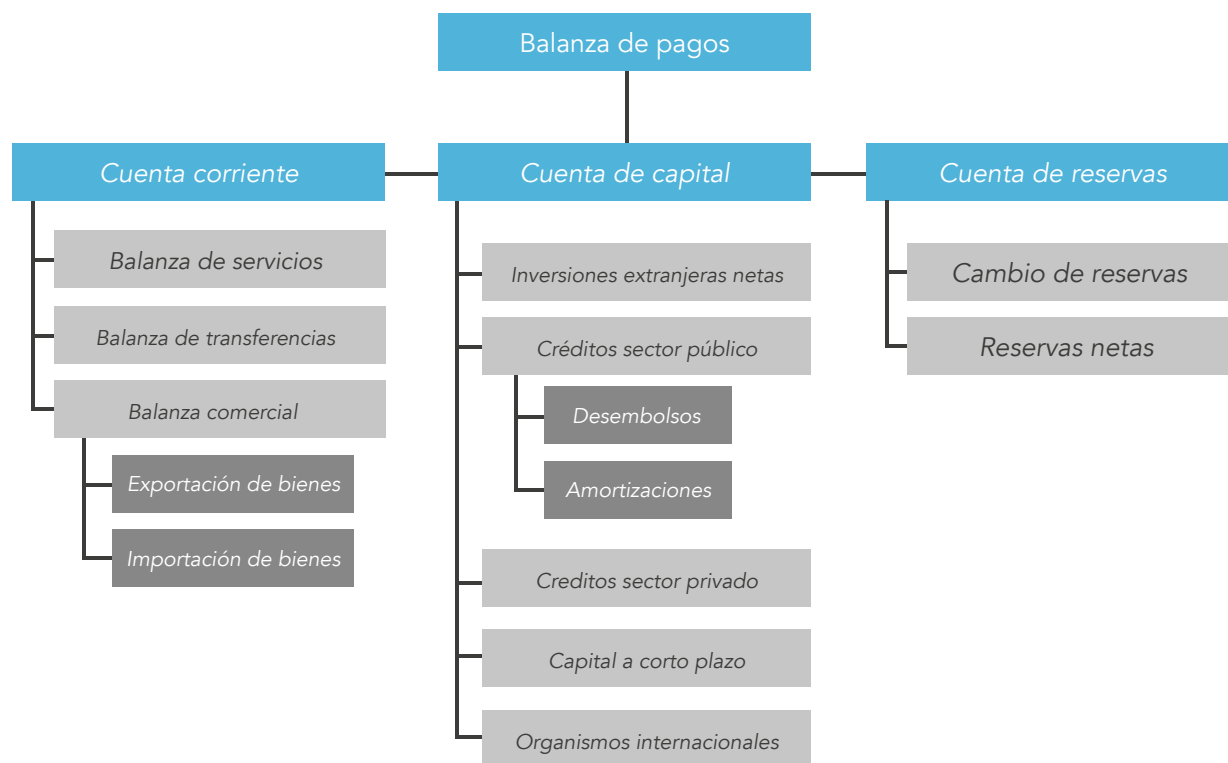 Balanza de pagos
Cuenta corriente
Balanza de servicios
Balanza de transferencias
Balanza comercial
Exportación de bienes
Importación de bienes
Cuenta de capital
Inversiones extranjeras netas
Créditos sector público
Desembolsos
Amortizaciones
Creditos sector privado
Capital a corto plazo
Organismos internacionales
Cuenta de reservas
Cambio de reservas
Reservas netas